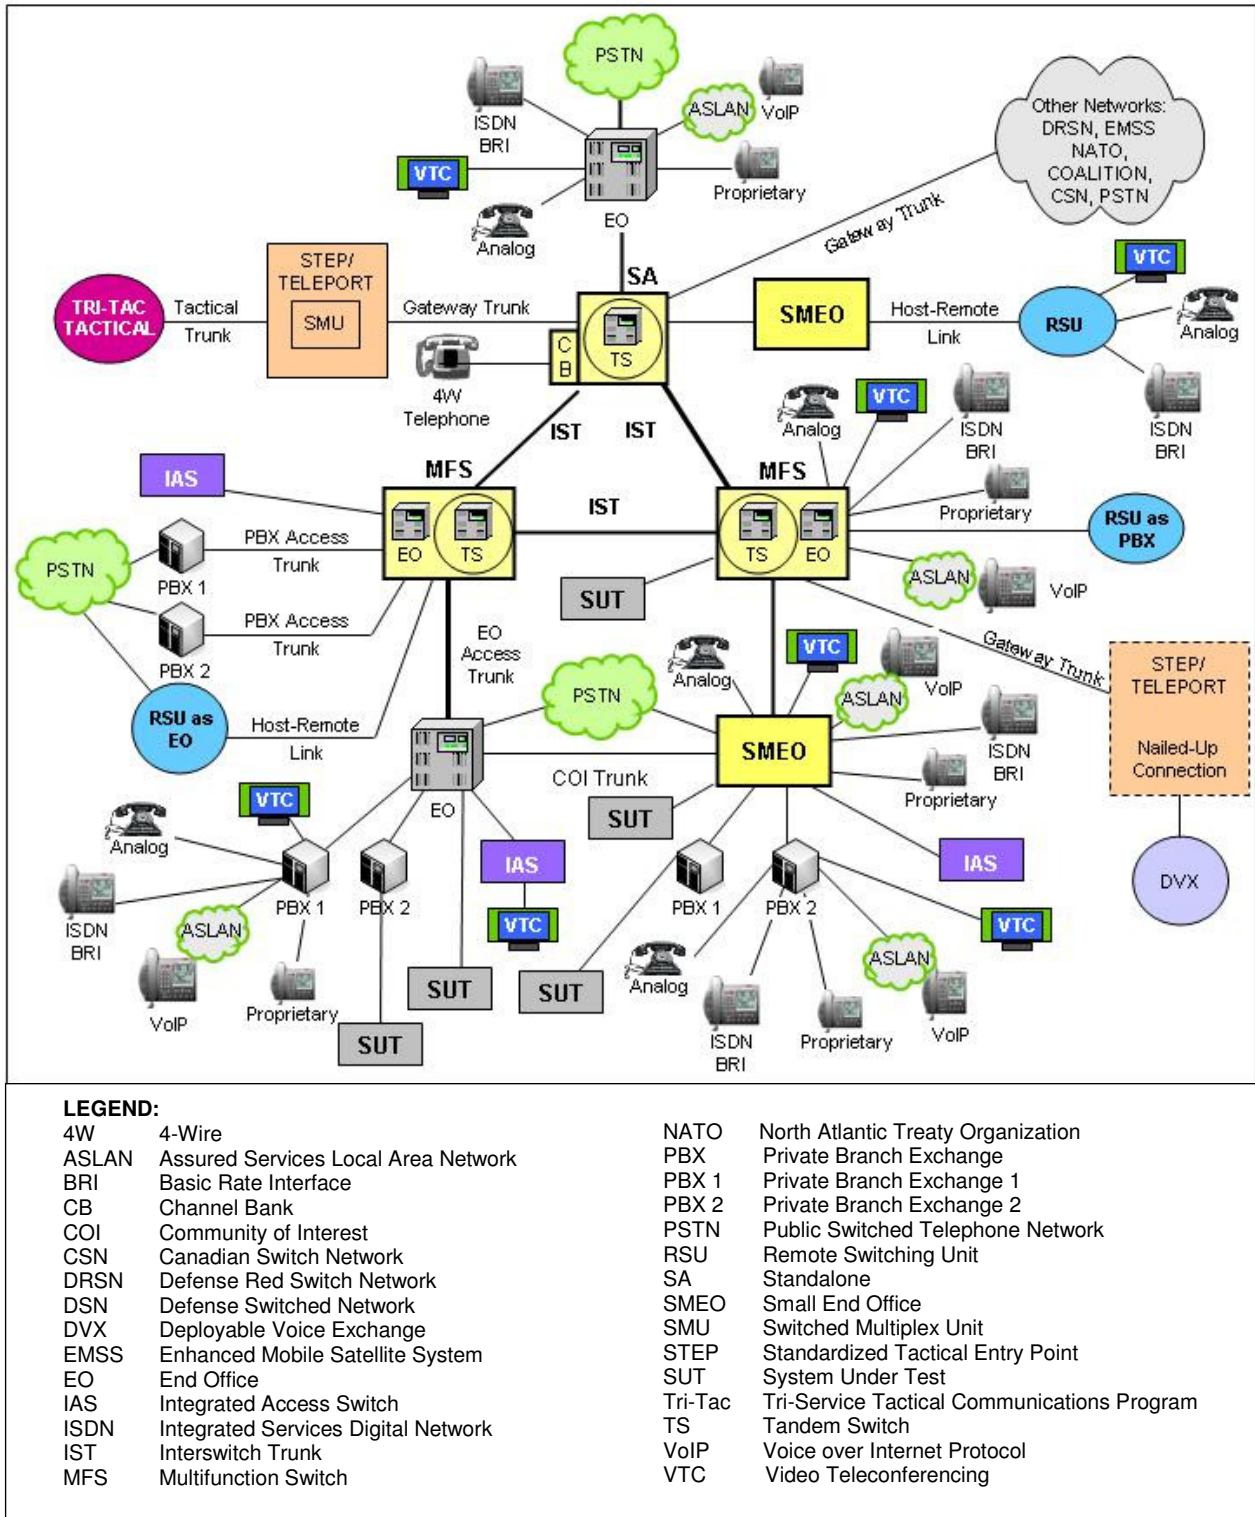 PSTN
ISDN
BRI
ASLAN
VoIP
VTC
Proprietary
Analog
EO
Other Networks:
DRSN, EMSS
NATO,
COALITION,
CSN, PSTN
Gateway Trunk
SA
TRI-TAC
TACTICAL
Tactical
Trunk
STEP/
TELEPORT
SMU
Gateway Trunk
C
B
TS
SMEO
Host-Remote
Link
RSU
VTC
Analog
ISDN
BRI
4W
Telephone
IST
IST
IST
IAS
MFS
EO
TS
MFS
TS
EO
Analog
VTC
ISDN
BRI
Proprietary
RSU as
PBX
ASLAN
VoIP
SUT
PSTN
PBX 1
PBX Access
Trunk
PBX 2
PBX Access
Trunk
RSU as
EO
Host-Remote
Link
EO
Access
Trunk
PSTN
Analog
VTC
VoIP
ASLAN
ISDN
BRI
Proprietary
SMEO
COI Trunk
SUT
Gateway Trunk
STEP/
TELEPORT
Nailed-Up
Connection
DVX
EO
VTC
Analog
ISDN
BRI
PBX 1
PBX 2
ASLAN
VoIP
Proprietary
IAS
VTC
SUT
SUT
SUT
PBX 1
PBX 2
IAS
VTC
Analog
ISDN
BRI
Proprietary
ASLAN
VoIP
LEGEND:
4W 4-Wire
ASLAN Assured Services Local Area Network
BRI Basic Rate Interface
CB Channel Bank
COI Community of Interest
CSN Canadian Switch Network
DRSN Defense Red Switch Network
DSN Defense Switched Network
DVX Deployable Voice Exchange
EMSS Enhanced Mobile Satellite System
EO End Office
IAS Integrated Access Switch
ISDN Integrated Services Digital Network
IST Interswitch Trunk
MFS Multifunction Switch
NATO North Atlantic Treaty Organization
PBX Private Branch Exchange
PBX 1 Private Branch Exchange 1
PBX 2 Private Branch Exchange 2
PSTN Public Switched Telephone Network
RSU Remote Switching Unit
SA Standalone
SMEO Small End Office
SMU Switched Multiplex Unit
STEP Standardized Tactical Entry Point
SUT System Under Test
Tri-Tac Tri-Service Tactical Communications Program
TS Tandem Switch
VoIP Voice over Internet Protocol
VTC Video Teleconferencing